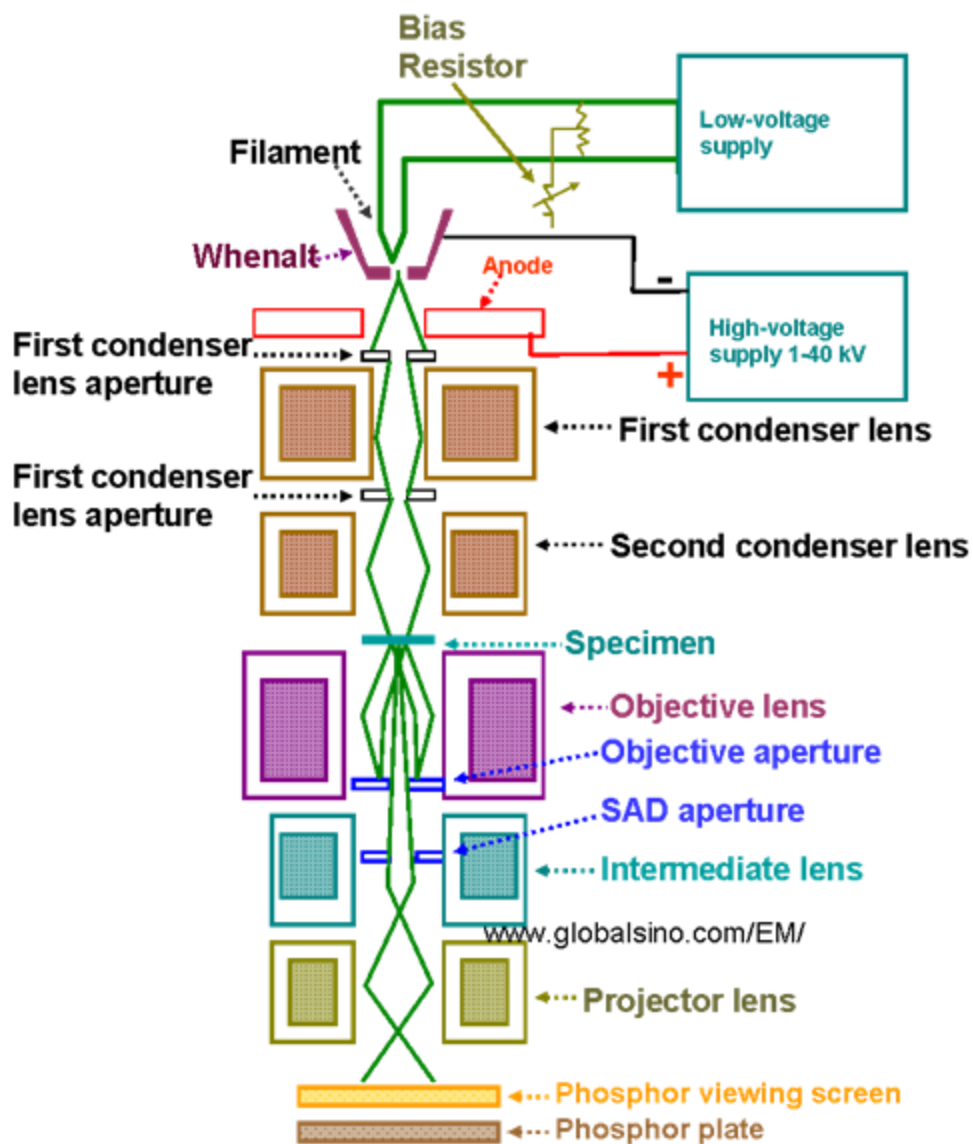 Bias
Resistor
Low-voltage
supply
Filament
Whenalt
Anode
-
High-voltage
supply 1-40 kV
+
First condenser
lens aperture
First condenser lens
First condenser
lens aperture
Second condenser lens
Specimen
Objective lens
Objective aperture
SAD aperture
Intermediate lens
www.globalsino.com/EM/
Projector lens
Phosphor viewing screen
Phosphor plate